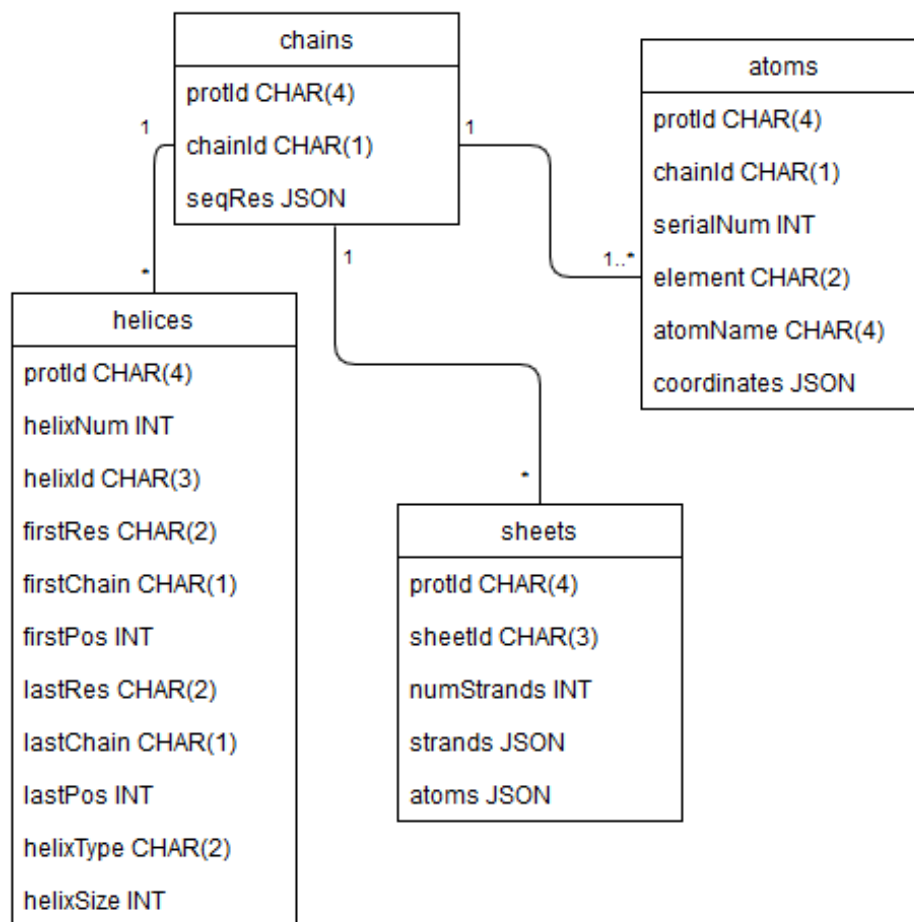 chains
protId CHAR(4)
chainId CHAR(1)
seqRes JSON
atoms
protId CHAR(4)
chainId CHAR(1)
serialNum INT
element CHAR(2)
atomName CHAR(4)
coordinates JSON
1
1
1
*
1..*
*
helices
protId CHAR(4)
helixNum INT
helixId CHAR(3)
firstRes CHAR(2)
firstChain CHAR(1)
firstPos INT
lastRes CHAR(2)
lastChain CHAR(1)
lastPos INT
helixType CHAR(2)
helixSize INT
sheets
protId CHAR(4)
sheetId CHAR(3)
numStrands INT
strands JSON
atoms JSON